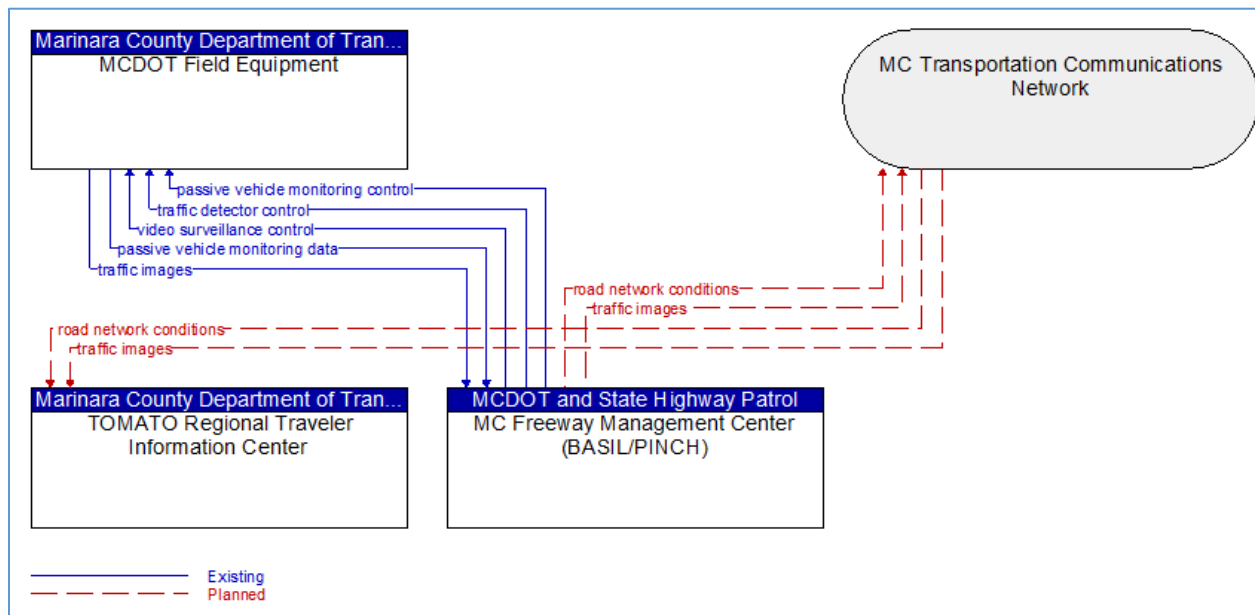 Marinara County Department of Tran...
MCDOT Field Equipment
MC Transportation Communications
Network
passive vehicle monitoring control
traffic detector control
video surveillance control
passive vehicle monitoring data
traffic images
road network conditions
traffic images
road network conditions
traffic images
Marinara County Department of Tran...
TOMATO Regional Traveler
Information Center
MCDOT and State Highway Patrol
MC Freeway Management Center
(BASIL/PINCH)
Existing
Planned